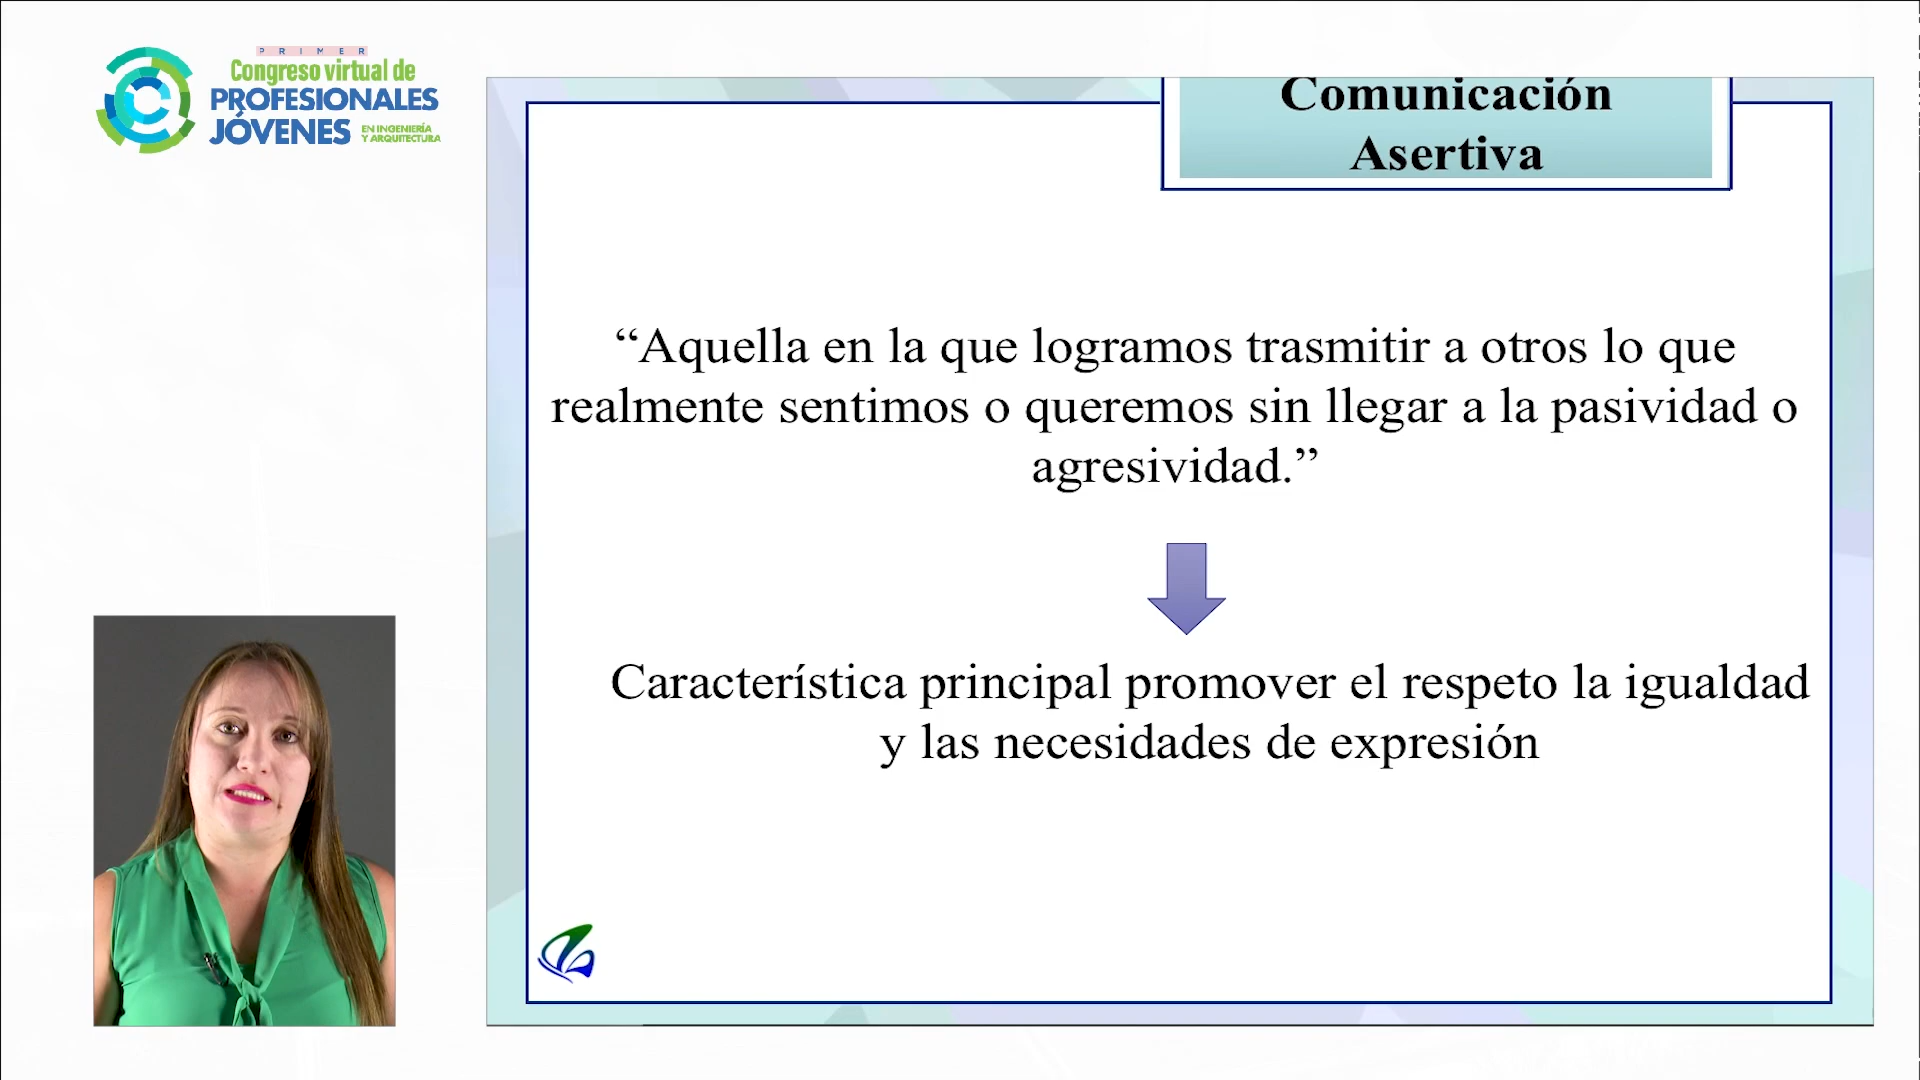 PRIMER
Congreso virtual de
PROFESIONALES
JÓVENES EN INGENIERÍA
Y ARQUITECTURA
Comunicación
Asertiva
“Aquella en la que logramos trasmitir a otros lo que
realmente sentimos o queremos sin llegar a la pasividad o
agresividad.”
Característica principal promover el respeto la igualdad
y las necesidades de expresión